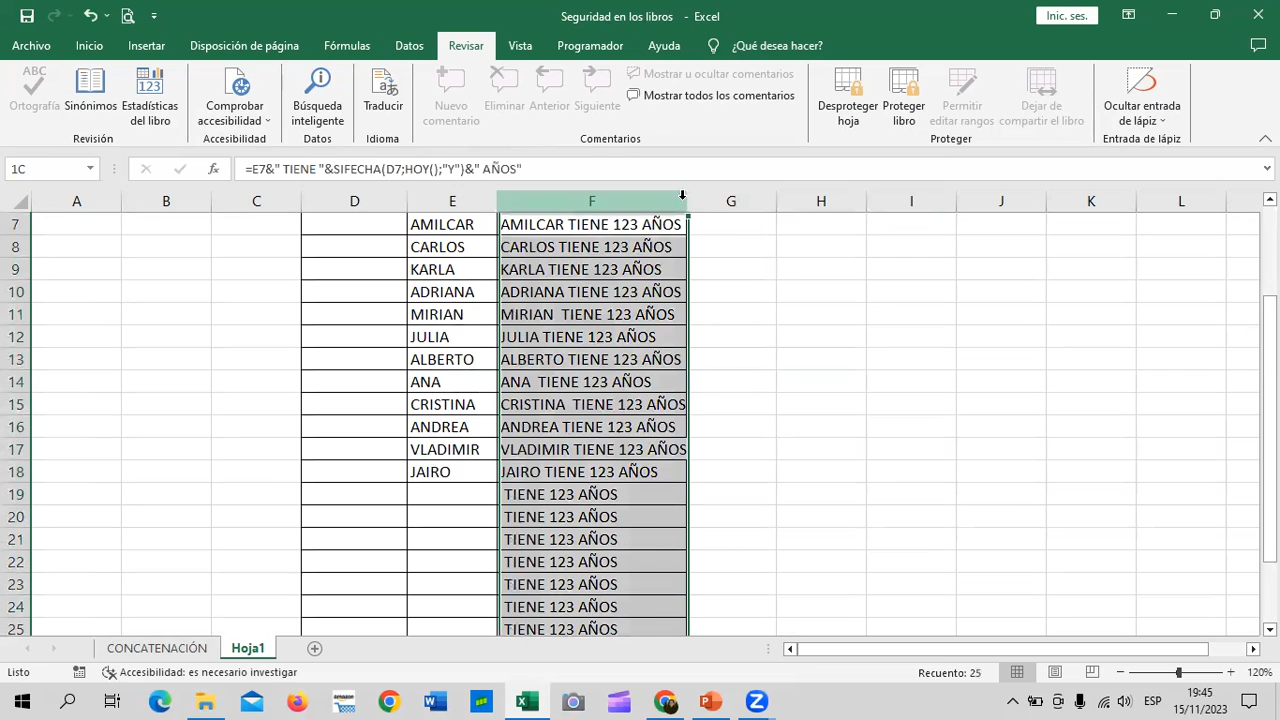 Seguridad en los libros - Excel
Inic. ses.
Archivo Inicio Insertar Disposición de página Fórmulas Datos Revisar Vista Programador Ayuda ¿Qué desea hacer?
ABC
Ortografía
Sinónimos
123
Estadísticas del libro
Revisión
Comprobar accesibilidad
Accesibilidad
Búsqueda inteligente
Datos
Traducir
Idioma
Nuevo comentario
Eliminar
Anterior
Siguiente
Mostrar u ocultar comentarios
Mostrar todos los comentarios
Comentarios
Desproteger hoja
Proteger libro
Permitir editar rangos
Dejar de compartir el libro
Proteger
Ocultar entrada de lápiz
Entrada de lápiz
1C
fx
=E7&" TIENE "&SIFECHA(D7;HOY();"Y")&" AÑOS"
A B C D E F G H I J K L
7 AMILCAR AMILCAR TIENE 123 AÑOS
8 CARLOS CARLOS TIENE 123 AÑOS
9 KARLA KARLA TIENE 123 AÑOS
10 ADRIANA ADRIANA TIENE 123 AÑOS
11 MIRIAN MIRIAN TIENE 123 AÑOS
12 JULIA JULIA TIENE 123 AÑOS
13 ALBERTO ALBERTO TIENE 123 AÑOS
14 ANA ANA TIENE 123 AÑOS
15 CRISTINA CRISTINA TIENE 123 AÑOS
16 ANDREA ANDREA TIENE 123 AÑOS
17 VLADIMIR VLADIMIR TIENE 123 AÑOS
18 JAIRO JAIRO TIENE 123 AÑOS
19 TIENE 123 AÑOS
20 TIENE 123 AÑOS
21 TIENE 123 AÑOS
22 TIENE 123 AÑOS
23 TIENE 123 AÑOS
24 TIENE 123 AÑOS
25 TIENE 123 AÑOS
CONCATENACIÓN Hoja1
Listo Accesibilidad: es necesario investigar Recuento: 25 120%
ESP
19:45
15/11/2023